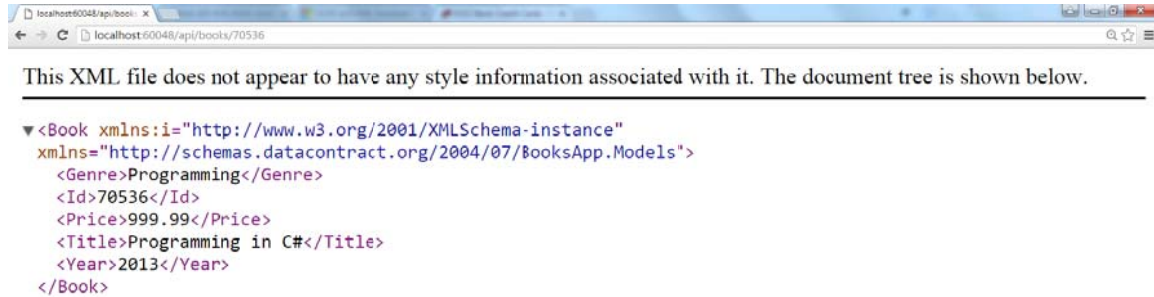 localhost:60048/api/books
localhost:60048/api/books/70536
This XML file does not appear to have any style information associated with it. The document tree is shown below.
▼<Book xmlns:i="http://www.w3.org/2001/XMLSchema-instance"
xmlns="http://schemas.datacontract.org/2004/07/BooksApp.Models">
<Genre>Programming</Genre>
<Id>70536</Id>
<Price>999.99</Price>
<Title>Programming in C#</Title>
<Year>2013</Year>
</Book>